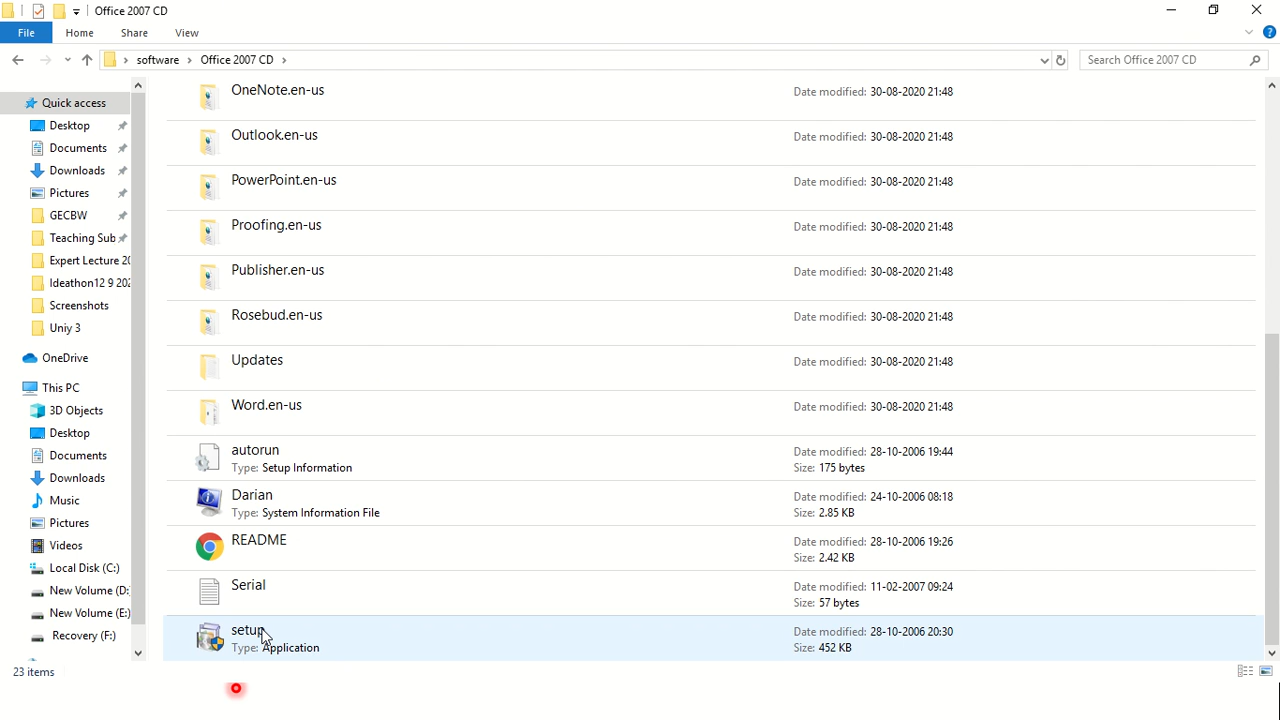 Office 2007 CD
File Home Share View
software › Office 2007 CD ›
Search Office 2007 CD
Quick access
Desktop
Documents
Downloads
Pictures
GECBW
Teaching Sub
Expert Lecture 20
Ideathon12 9 202
Screenshots
Uniy 3
OneDrive
This PC
3D Objects
Desktop
Documents
Downloads
Music
Pictures
Videos
Local Disk (C:)
New Volume (D:
New Volume (E:)
Recovery (F:)
OneNote.en-us Date modified: 30-08-2020 21:48
Outlook.en-us Date modified: 30-08-2020 21:48
PowerPoint.en-us Date modified: 30-08-2020 21:48
Proofing.en-us Date modified: 30-08-2020 21:48
Publisher.en-us Date modified: 30-08-2020 21:48
Rosebud.en-us Date modified: 30-08-2020 21:48
Updates Date modified: 30-08-2020 21:48
Word.en-us Date modified: 30-08-2020 21:48
autorun Date modified: 28-10-2006 19:44
Type: Setup Information Size: 175 bytes
Darian Date modified: 24-10-2006 08:18
Type: System Information File Size: 2.85 KB
README Date modified: 28-10-2006 19:26
Size: 2.42 KB
Serial Date modified: 11-02-2007 09:24
Size: 57 bytes
setup Date modified: 28-10-2006 20:30
Type: Application Size: 452 KB
23 items